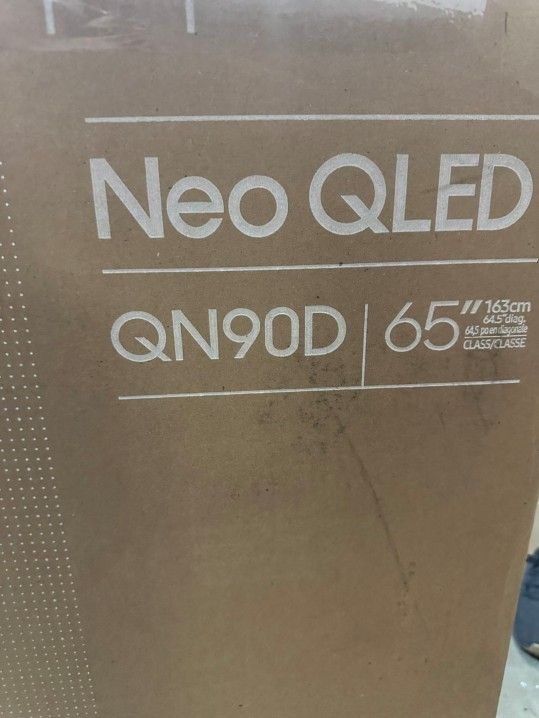 Neo QLED
QN90D 65"
163cm
64.5"diag.
64,5 po en diagonale
CLASS/CLASSE